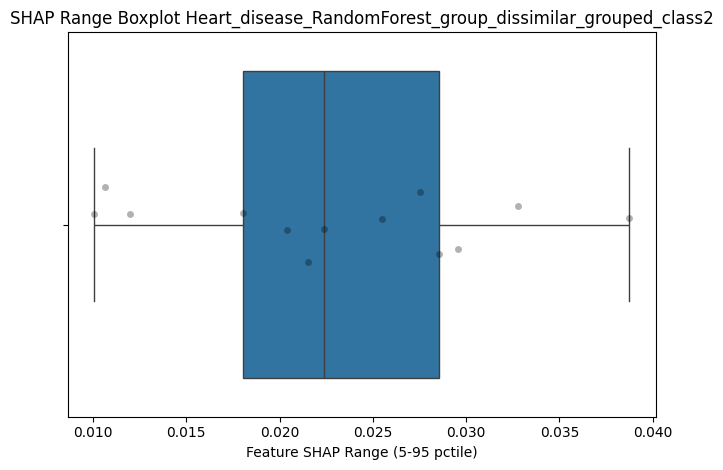 SHAP Range Boxplot Heart_disease_RandomForest_group_dissimilar_grouped_class2
0.010 0.015 0.020 0.025 0.030 0.035 0.040
Feature SHAP Range (5-95 pctile)